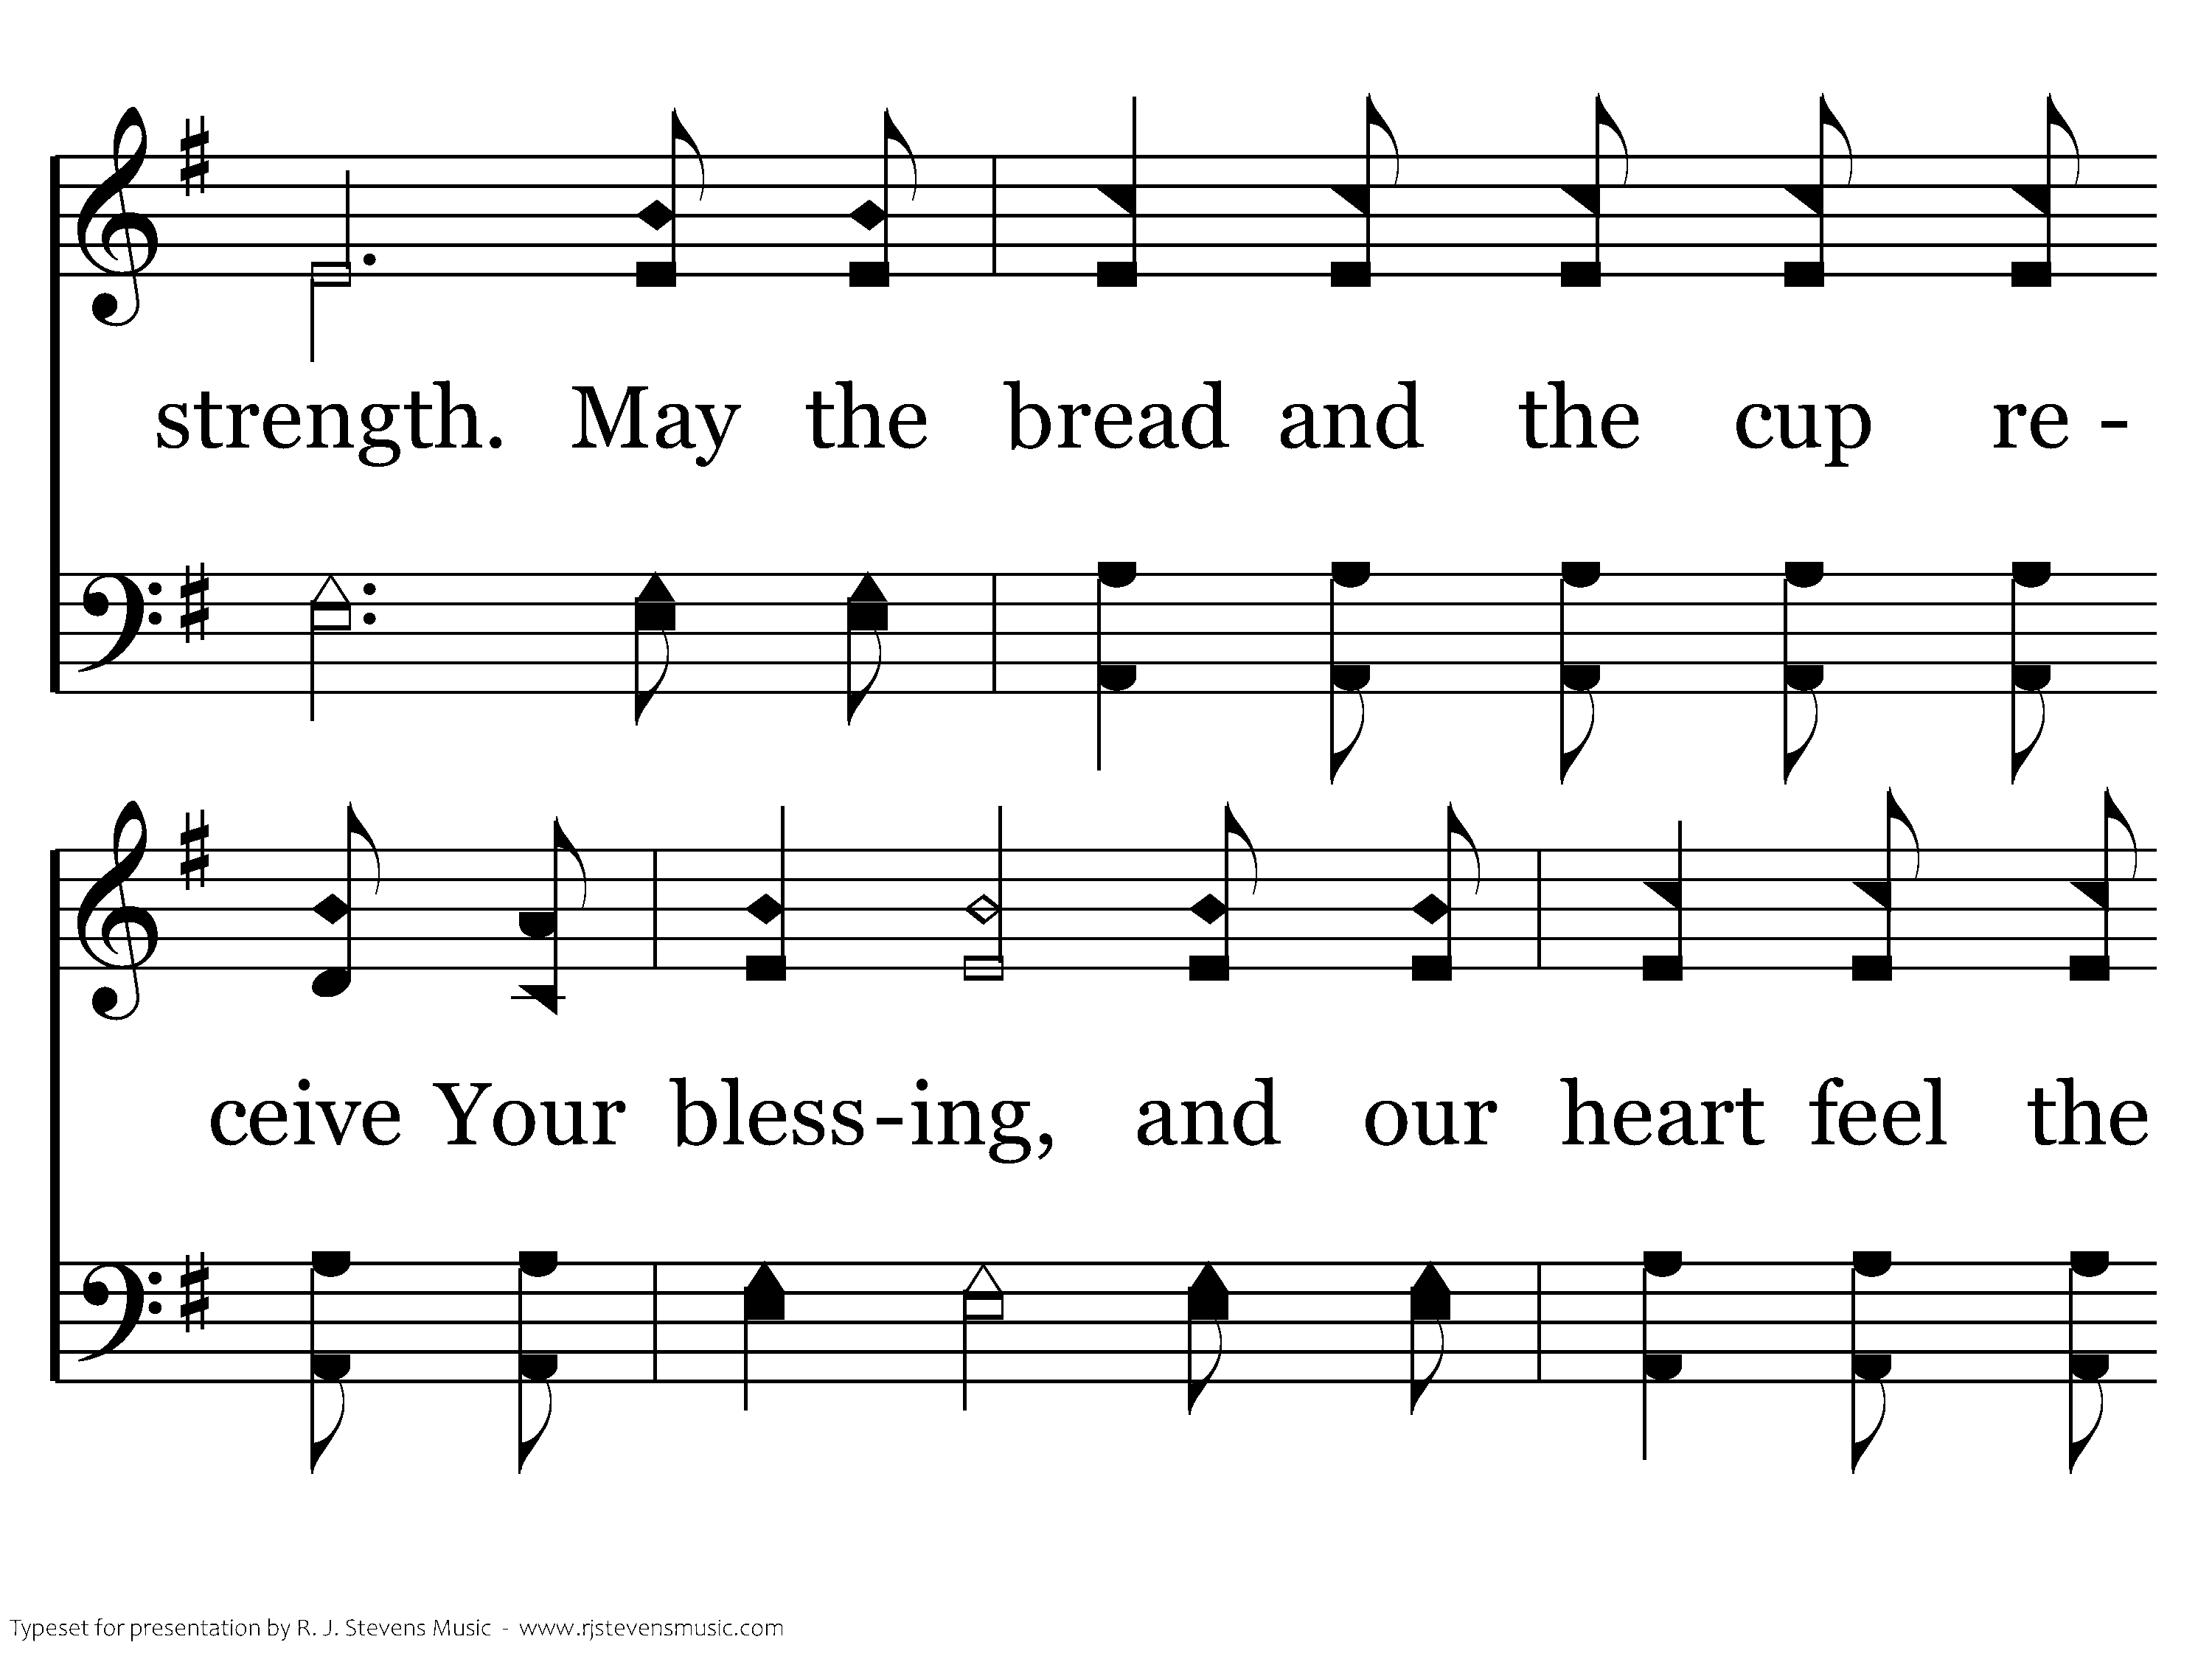 strength. May the bread and the cup re -
ceive Your bless-ing, and our heart feel the
Typeset for presentation by R. J. Stevens Music - www.rjstevensmusic.com